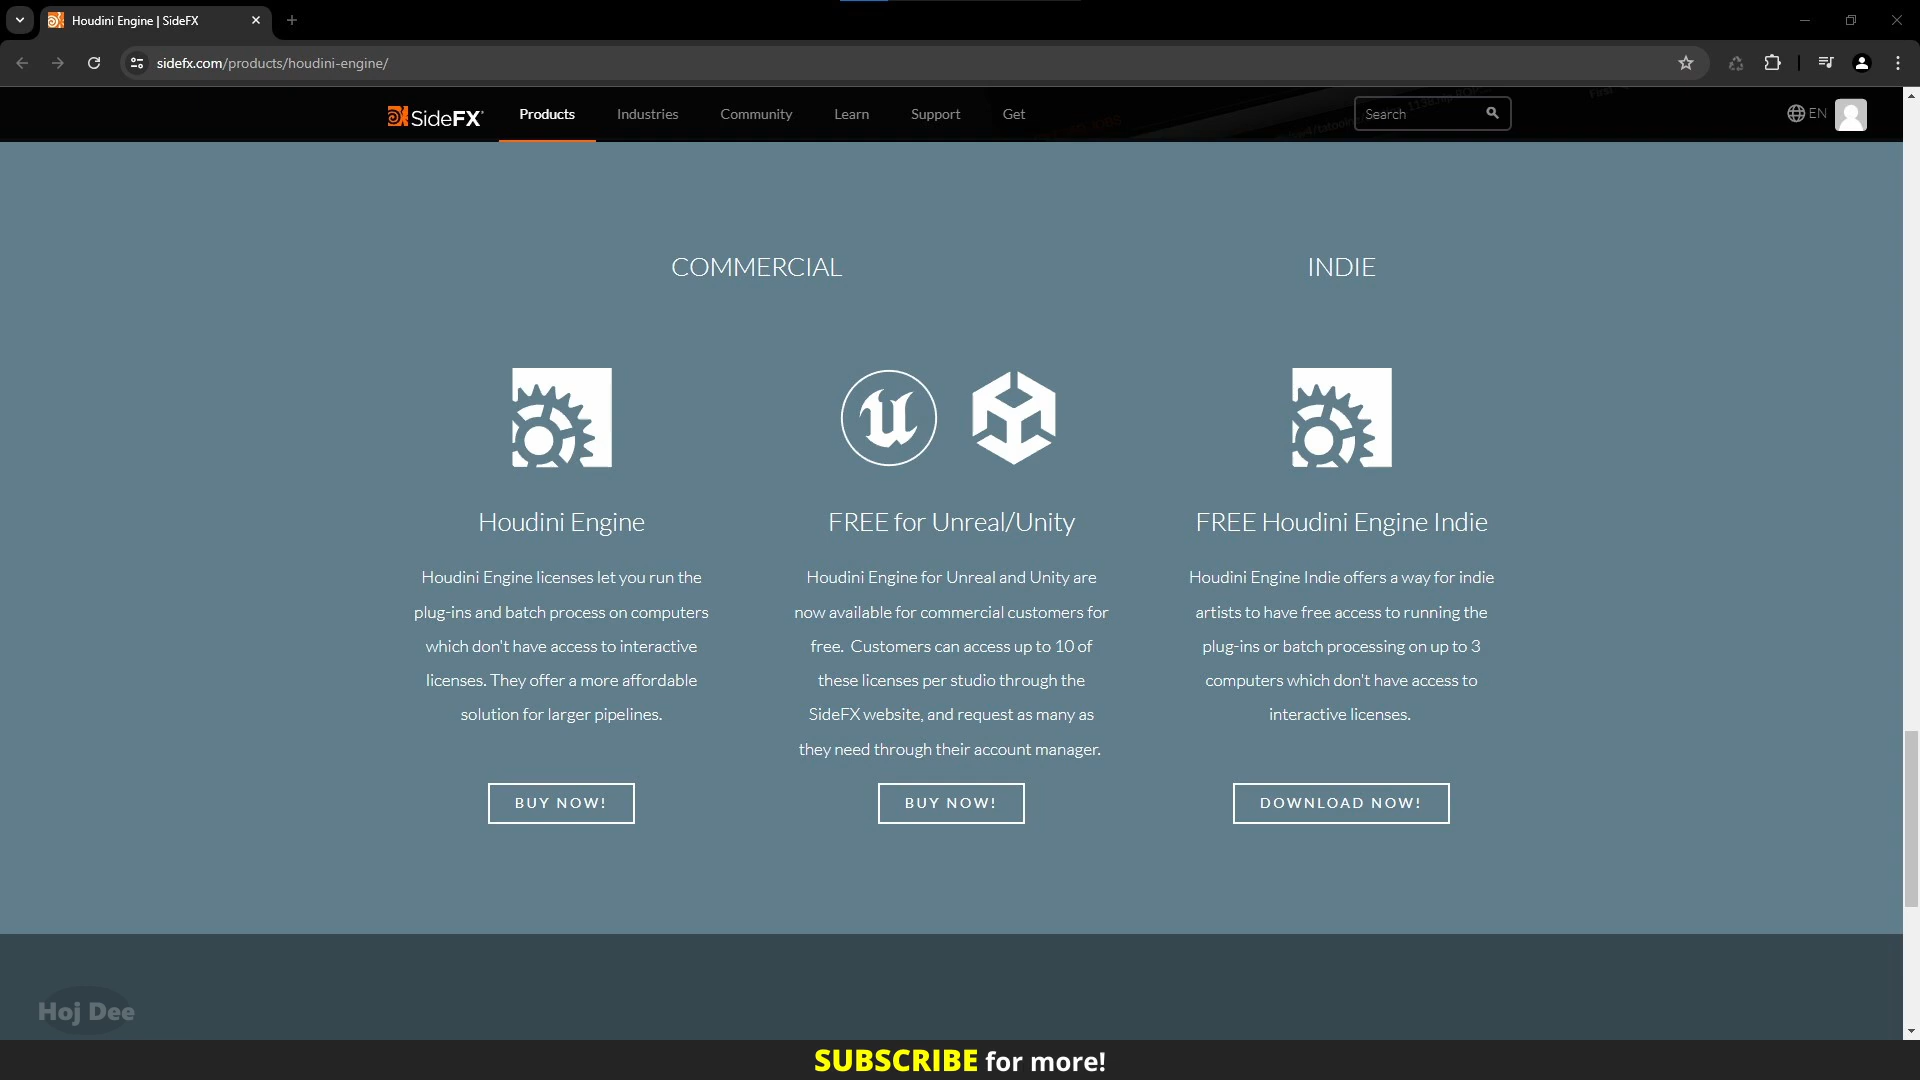 Houdini Engine | SideFX
sidefx.com/products/houdini-engine/
SideFX
Products
Industries
Community
Learn
Support
Get
Search
EN
COMMERCIAL
INDIE
Houdini Engine
Houdini Engine licenses let you run the
plug-ins and batch process on computers
which don't have access to interactive
licenses. They offer a more affordable
solution for larger pipelines.
BUY NOW!
FREE for Unreal/Unity
Houdini Engine for Unreal and Unity are
now available for commercial customers for
free. Customers can access up to 10 of
these licenses per studio through the
SideFX website, and request as many as
they need through their account manager.
BUY NOW!
FREE Houdini Engine Indie
Houdini Engine Indie offers a way for indie
artists to have free access to running the
plug-ins or batch processing on up to 3
computers which don't have access to
interactive licenses.
DOWNLOAD NOW!
Hoj Dee
SUBSCRIBE for more!